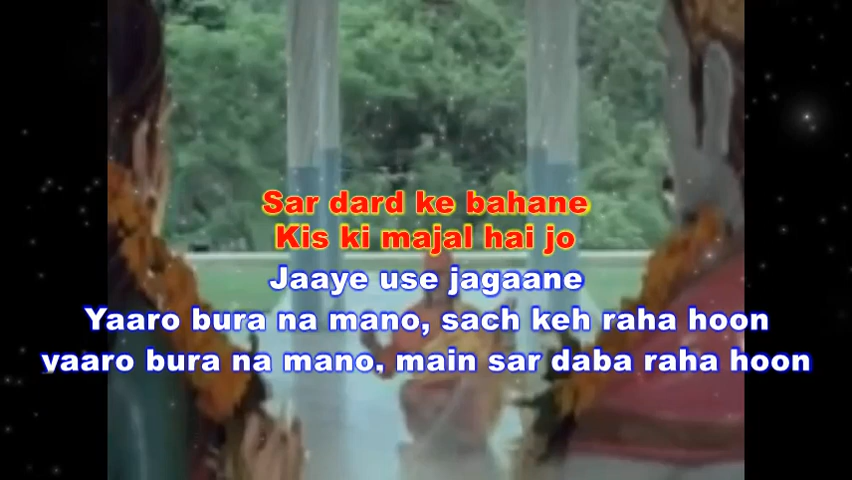 Sar dard ke bahane
Kis ki majal hai jo
Jaaye use jagaane
Yaaro bura na mano, sach keh raha hoon
yaaro bura na mano, main sar daba raha hoon